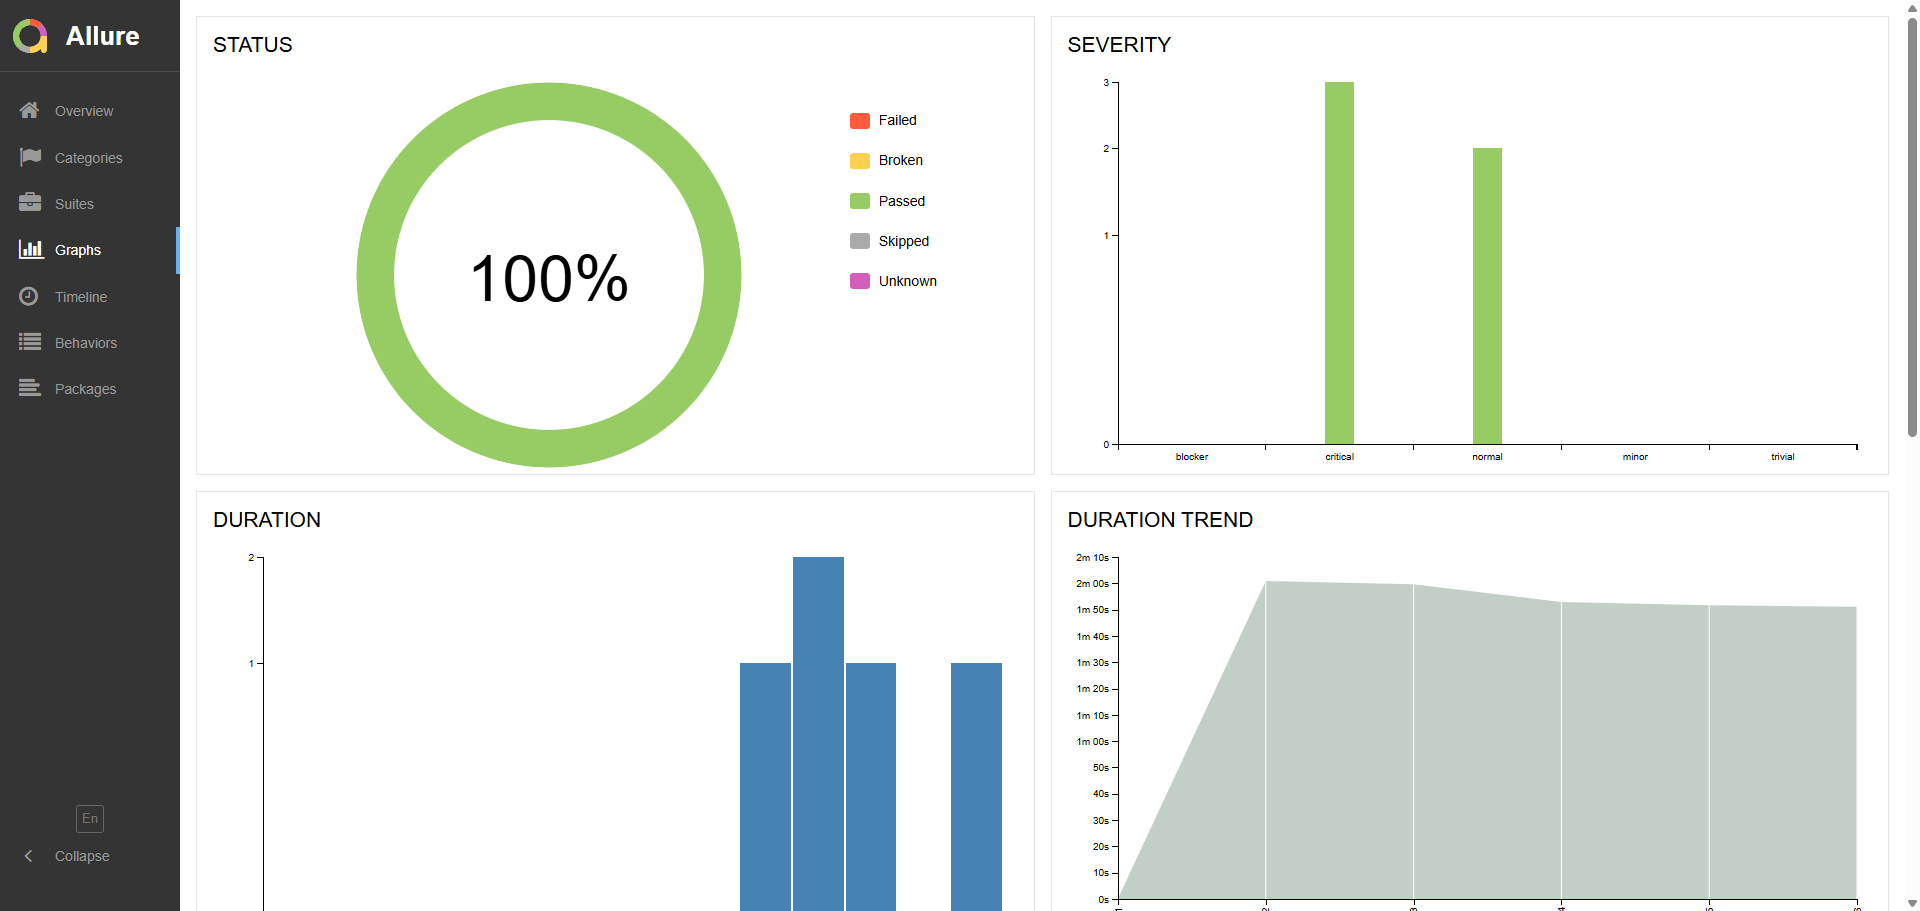 Allure
Overview
Categories
Suites
Graphs
Timeline
Behaviors
Packages
En
Collapse
STATUS
100%
Failed
Broken
Passed
Skipped
Unknown
SEVERITY
3
2
1
0
blocker
critical
normal
minor
trivial
DURATION
2
1
DURATION TREND
2m 10s
2m 00s
1m 50s
1m 40s
1m 30s
1m 20s
1m 10s
1m 00s
50s
40s
30s
20s
10s
0s